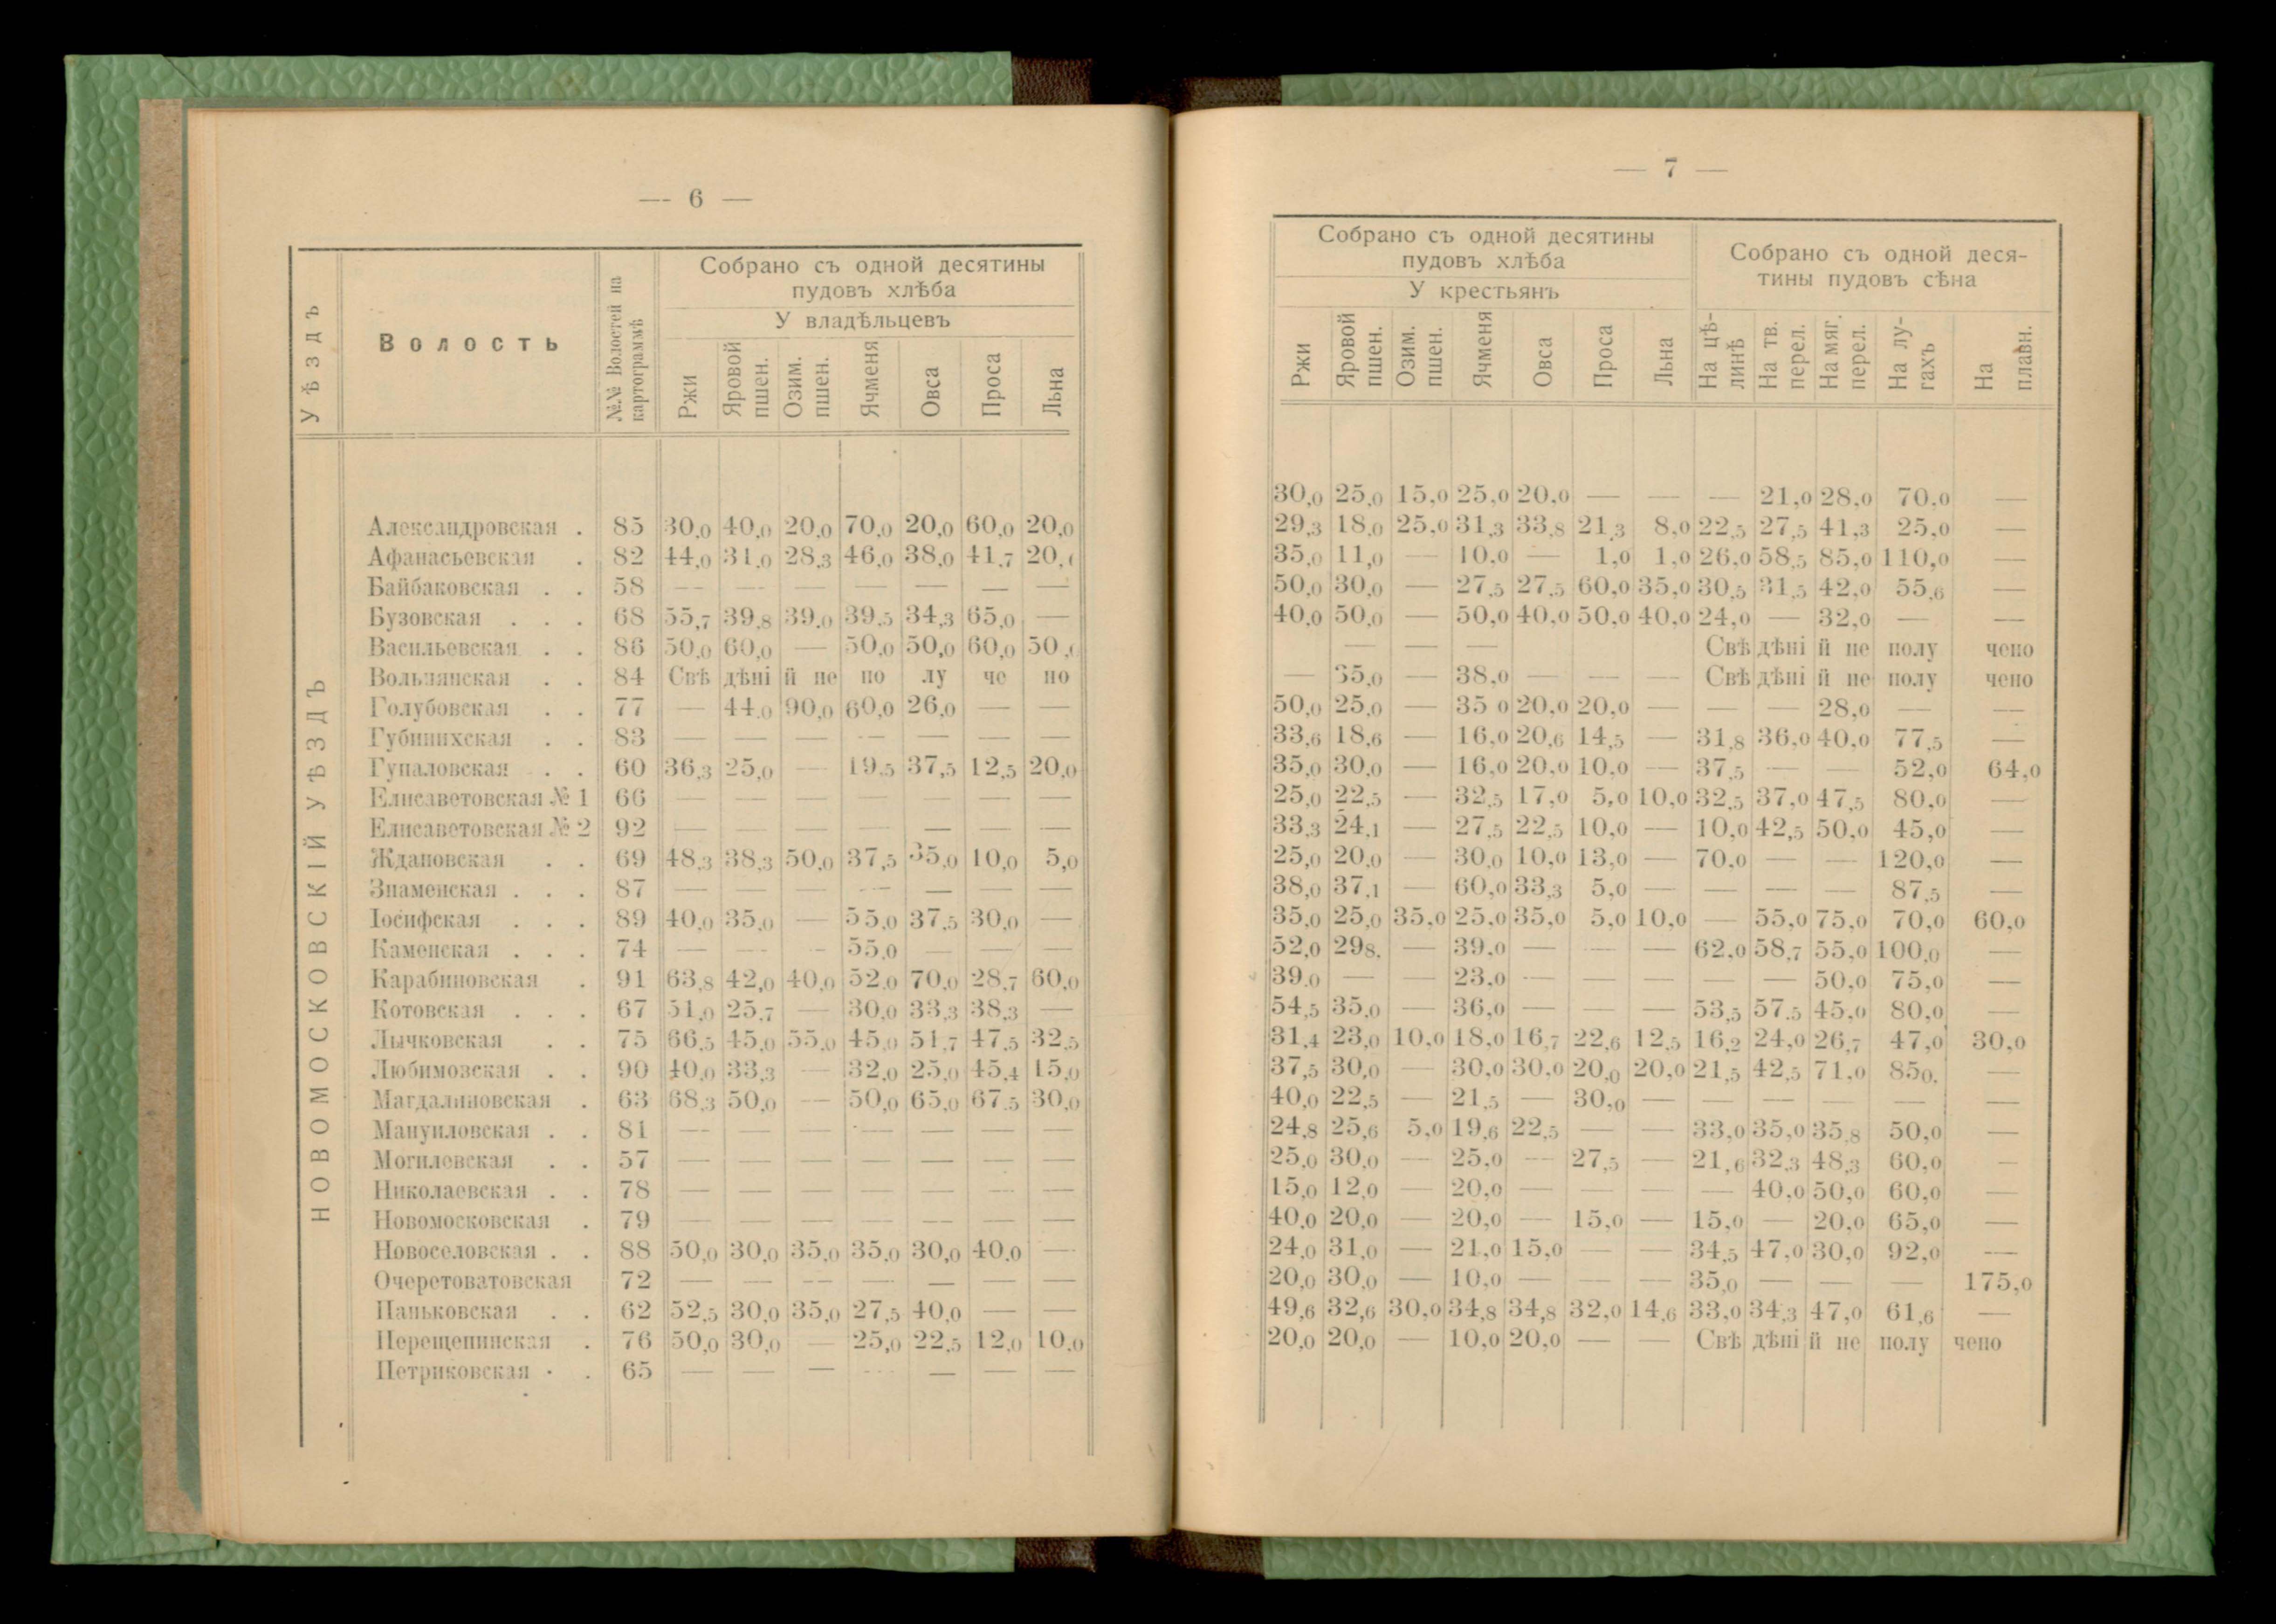 — 6 —
Уѣздъ
Волость
№№ Волостей на картограммѣ
Собрано съ одной десятины
пудовъ хлѣба
У владѣльцевъ
Ржи
Яровой пшен.
Озим. пшен.
Ячменя
Овса
Проса
Льна
НОВОМОСКОВСКІЙ УѢЗДЪ
Александровская . 85 30,0 40,0 20,0 70,0 20,0 60,0 20,0
Афанасьевская . 82 44,0 31,0 28,3 46,0 38,0 41,7 20,
Байбаковская . . 58 — — — — — — —
Бузовская . . . 68 55,7 39,8 39,0 39,5 34,3 65,0 —
Васильевская . . 86 50,0 60,0 — 50,0 50,0 60,0 50,
Вольнянская . . 84 Свѣ дѣні й не по лу че но
Голубовская . . 77 — 44,0 90,0 60,0 26,0 — —
Губинихская . . 83 — — — — — — —
Гупаловская . . 60 36,3 25,0 — 19,5 37,5 12,5 20,0
Елисаветовская № 1 66 — — — — — — —
Елисаветовская № 2 92 — — — — — — —
Ждановская . . 69 48,3 38,3 50,0 37,5 35,0 10,0 5,0
Знаменская . . . 87 — — — — — — —
Іосифская . . . 89 40,0 35,0 — 55,0 37,5 30,0 —
Каменская . . . 74 — — — 55,0 — — —
Карабиновская . 91 63,8 42,0 40,0 52,0 70,0 28,7 60,0
Котовская . . . 67 51,0 25,7 — 30,0 33,3 38,3 —
Лычковская . . 75 66,5 45,0 55,0 45,0 51,7 47,5 32,5
Любимовская . . 90 40,0 33,3 — 32,0 25,0 45,4 15,0
Магдалиновская . 63 68,3 50,0 — 50,0 65,0 67,5 30,0
Мануиловская . . 81 — — — — — — —
Могилевская . . 57 — — — — — — —
Николаевская . . 78 — — — — — — —
Новомосковская . 79 — — — — — — —
Новоселовская . . 88 50,0 30,0 35,0 35,0 30,0 40,0 —
Очеретоватовская 72 — — — — — — —
Паньковская . . 62 52,5 30,0 35,0 27,5 40,0 — —
Перещепинская . 76 50,0 30,0 — 25,0 22,5 12,0 10,0
Петриковская . . 65 — — — — — — —
— 7 —
Собрано съ одной десятины
пудовъ хлѣба
У крестьянъ
Собрано съ одной деся-
тины пудовъ сѣна
Ржи
Яровой пшен.
Озим. пшен.
Ячменя
Овса
Проса
Льна
На цѣ-
линѣ
На тв. перел.
На мяг. перел.
На лу-
гахъ
На плавн.
30,0 25,0 15,0 25,0 20,0 — — — 21,0 28,0 70,0 —
29,3 18,0 25,0 31,3 33,8 21,3 8,0 22,5 27,5 41,3 25,0 —
35,0 11,0 — 10,0 — 1,0 1,0 26,0 58,5 85,0 110,0 —
50,0 30,0 — 27,5 27,5 60,0 35,0 30,5 31,5 42,0 55,6 —
40,0 50,0 — 50,0 40,0 50,0 40,0 24,0 — 32,0 — —
— — — Свѣ дѣні й не полу чено
— 35,0 — 38,0 — — — Свѣ дѣні й не полу чено
50,0 25,0 — 35 0 20,0 20,0 — — — 28,0 — —
33,6 18,6 — 16,0 20,6 14,5 — 31,8 36,0 40,0 77,5 —
35,0 30,0 — 16,0 20,0 10,0 — 37,5 — — 52,0 64,0
25,0 22,5 — 32,5 17,0 5,0 10,0 32,5 37,0 47,5 80,0 —
33,3 24,1 — 27,5 22,5 10,0 — 10,0 42,5 50,0 45,0 —
25,0 20,0 — 30,0 10,0 13,0 — 70,0 — — 120,0 —
38,0 37,1 — 60,0 33,3 5,0 — — — — 87,5 —
35,0 25,0 35,0 25,0 35,0 5,0 10,0 — 55,0 75,0 70,0 60,0
52,0 298. — 39,0 — — — 62,0 58,7 55,0 100,0 —
39,0 — — 23,0 — — — — — 50,0 75,0 —
54,5 35,0 — 36,0 — — — 53,5 57,5 45,0 80,0 —
31,4 23,0 10,0 18,0 16,7 22,6 12,5 16,2 24,0 26,7 47,0 30,0
37,5 30,0 — 30,0 30,0 20,0 20,0 21,5 42,5 71,0 850. —
40,0 22,5 — 21,5 — 30,0 — — — — — —
24,8 25,6 5,0 19,6 22,5 — — 33,0 35,0 35,8 50,0 —
25,0 30,0 — 25,0 — 27,5 — 21,6 32,3 48,3 60,0 —
15,0 12,0 — 20,0 — — — — 40,0 50,0 60,0 —
40,0 20,0 — 20,0 — 15,0 — 15,0 — 20,0 65,0 —
24,0 31,0 — 21,0 15,0 — — 34,5 47,0 30,0 92,0 —
20,0 30,0 — 10,0 — — — 35,0 — — — 175,0
49,6 32,6 30,0 34,8 34,8 32,0 14,6 33,0 34,3 47,0 61,6 —
20,0 20,0 — 10,0 20,0 — — Свѣ дѣні й не полу чено